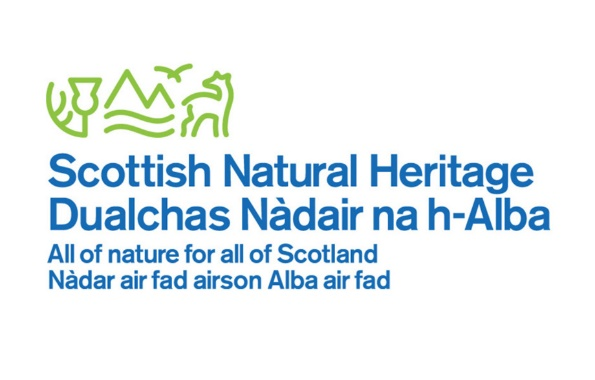 Scottish Natural Heritage
Dualchas Nàdair na h-Alba
All of nature for all of Scotland
Nàdar air fad airson Alba air fad